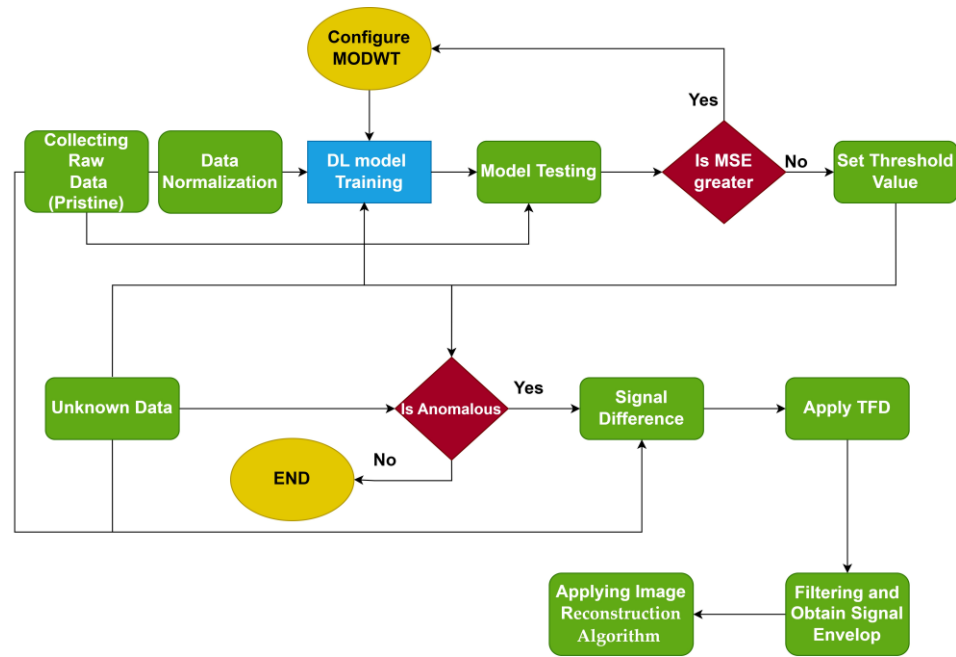 Configure
MODWT
Yes
Collecting
Raw
Data
(Pristine)
Data
Normalization
DL model
Training
Model Testing
Is MSE
greater
No
Set Threshold
Value
Unknown Data
Is Anomalous
Yes
Signal
Difference
Apply TFD
No
END
Applying Image
Reconstruction
Algorithm
Filtering and
Obtain Signal
Envelop